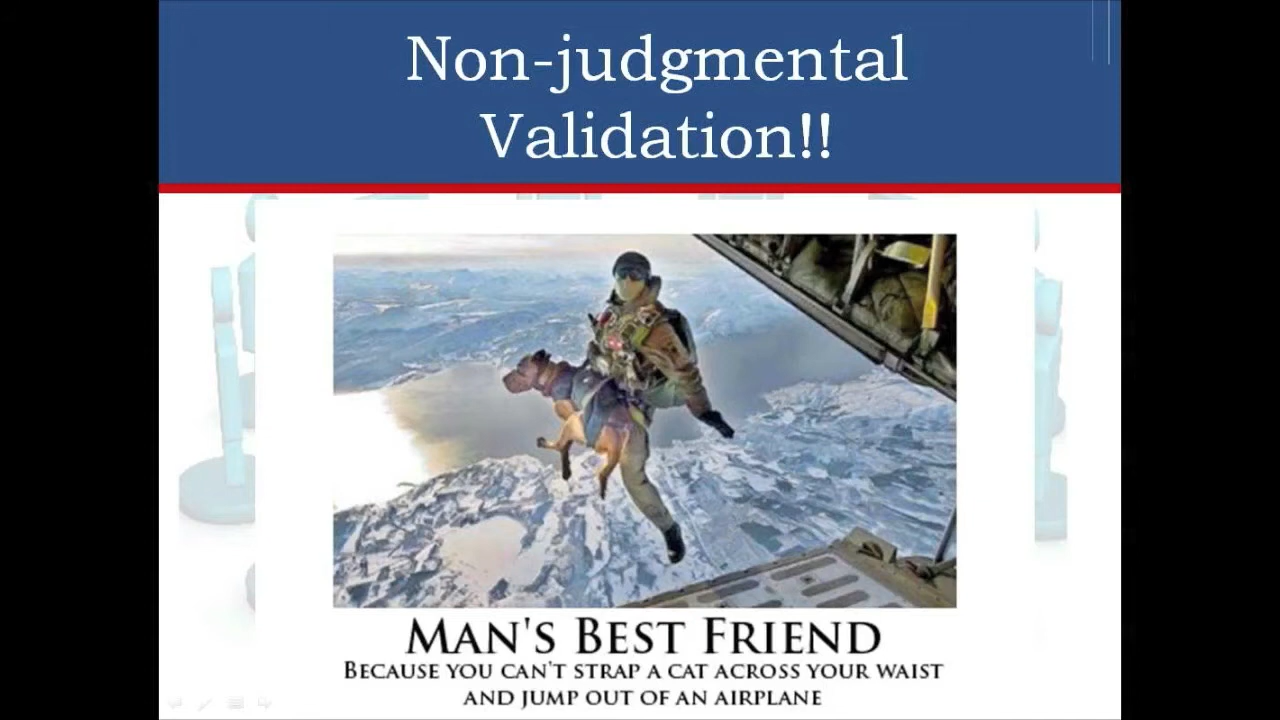 Non-judgmental
Validation!!
MAN'S BEST FRIEND
BECAUSE YOU CAN'T STRAP A CAT ACROSS YOUR WAIST
AND JUMP OUT OF AN AIRPLANE